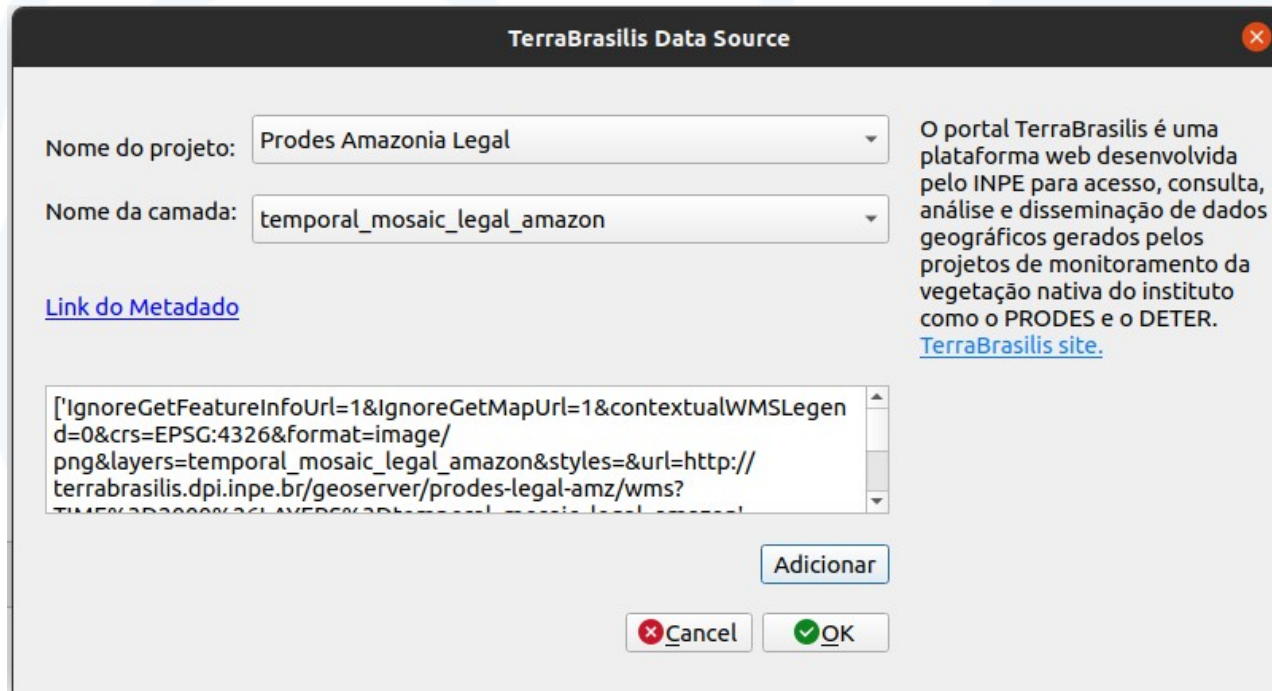 TerraBrasilis Data Source
Nome do projeto:
Prodes Amazonia Legal
Nome da camada:
temporal_mosaic_legal_amazon
Link do Metadado
['IgnoreGetFeatureInfoUrl=1&IgnoreGetMapUrl=1&contextualWMSLegen
d=0&crs=EPSG:4326&format=image/
png&layers=temporal_mosaic_legal_amazon&styles=&url=http://
terrabrasilis.dpi.inpe.br/geoserver/prodes-legal-amz/wms?
Adicionar
Cancel
OK
O portal TerraBrasilis é uma
plataforma web desenvolvida
pelo INPE para acesso, consulta,
análise e disseminação de dados
geográficos gerados pelos
projetos de monitoramento da
vegetação nativa do instituto
como o PRODES e o DETER.
TerraBrasilis site.